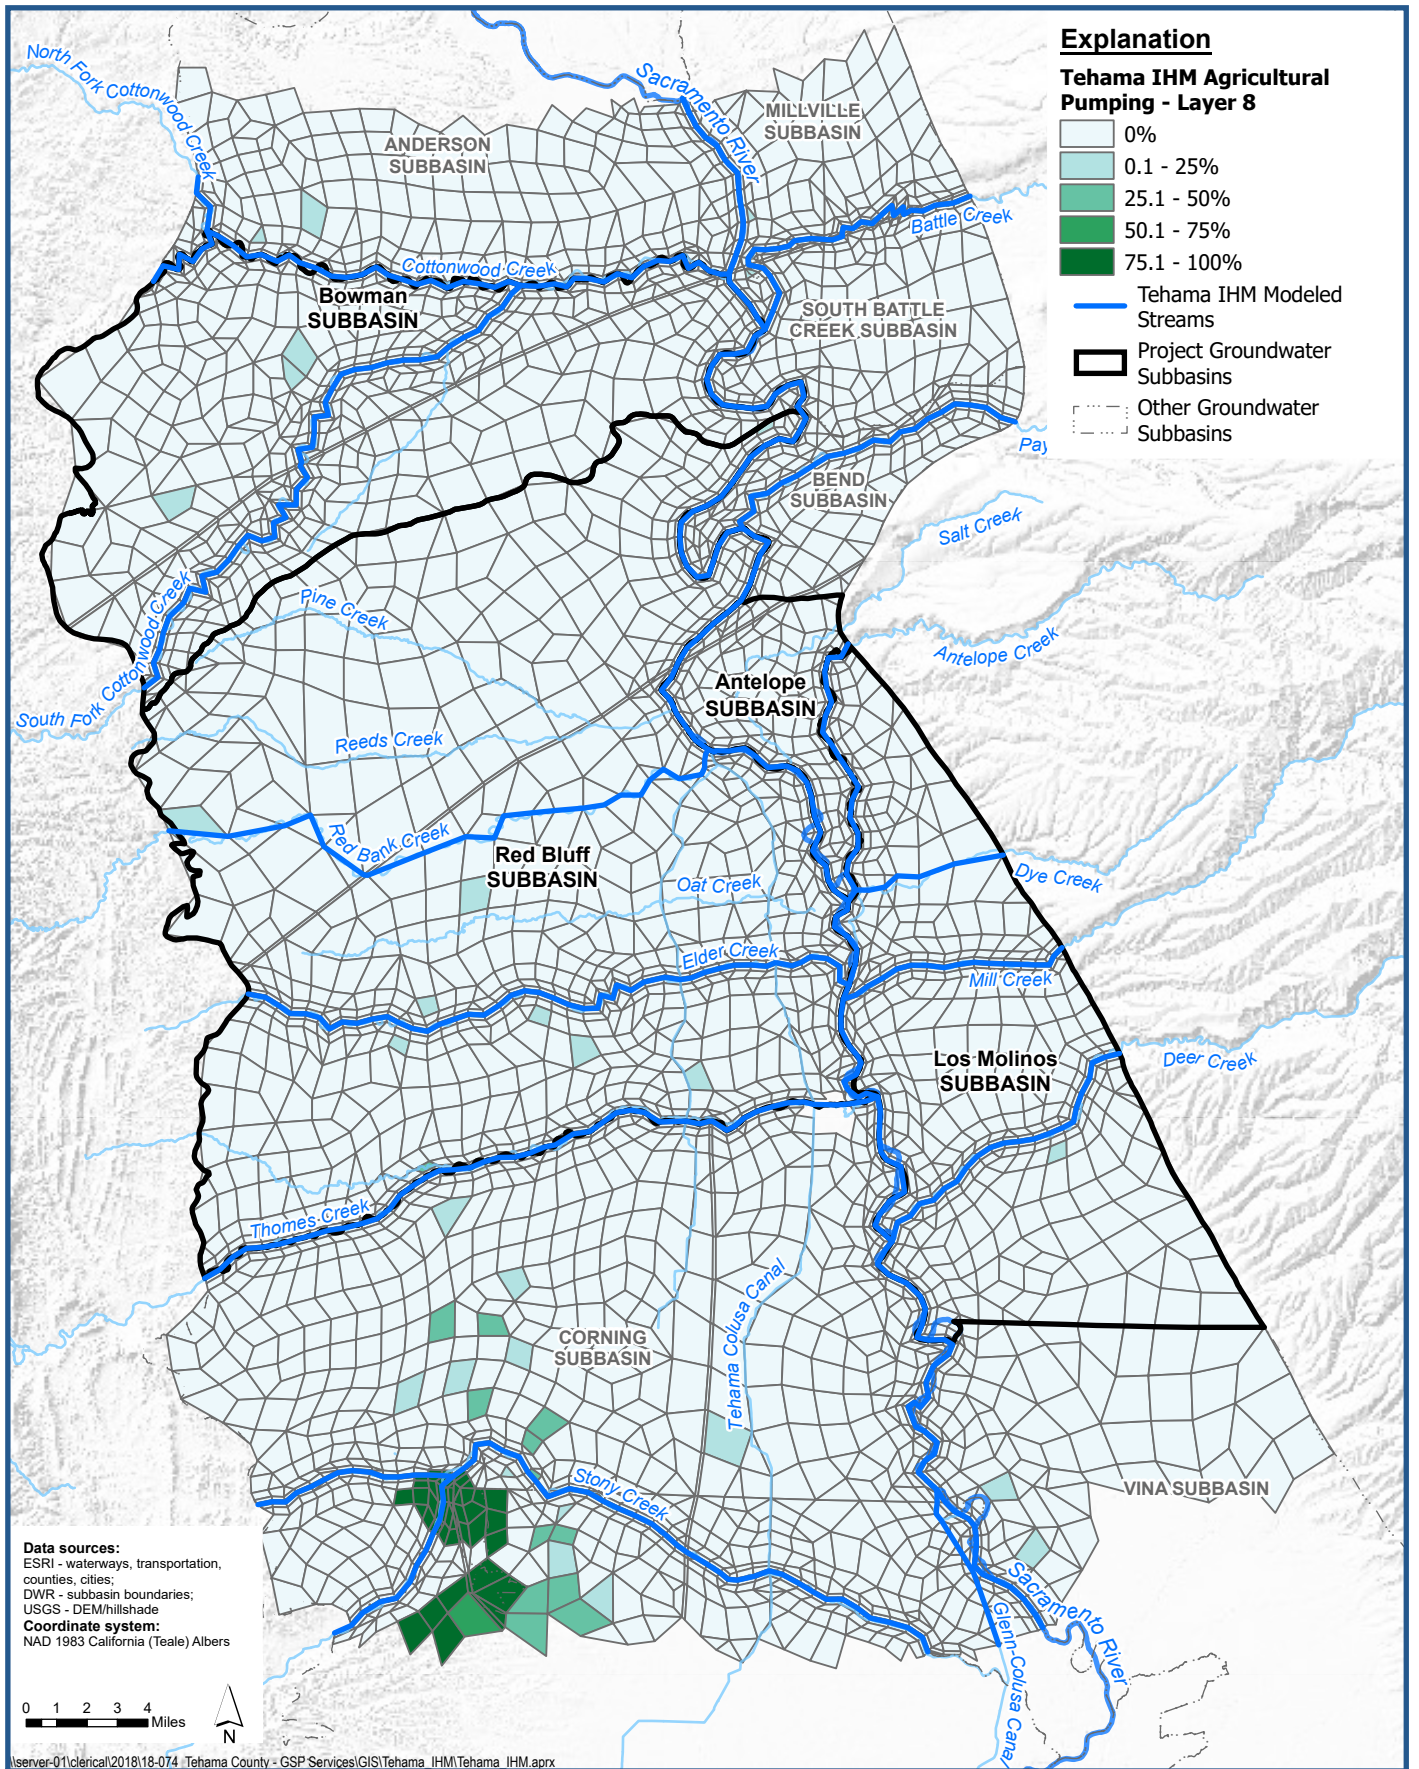 Explanation
Tehama IHM Agricultural
Pumping - Layer 8
0%
0.1 - 25%
25.1 - 50%
50.1 - 75%
75.1 - 100%
Tehama IHM Modeled
Streams
Project Groundwater
Subbasins
Other Groundwater
Subbasins
North Fork Cottonwood Creek
Sacramento River
MILLVILLE
SUBBASIN
ANDERSON
SUBBASIN
Battle Creek
Cottonwood Creek
Bowman
SUBBASIN
SOUTH BATTLE
CREEK SUBBASIN
Pay
BEND
SUBBASIN
Salt Creek
Pine Creek
Antelope Creek
South Fork Cottonwood Creek
Antelope
SUBBASIN
Reeds Creek
Red Bank Creek
Red Bluff
SUBBASIN
Oat Creek
Dye Creek
Elder Creek
Mill Creek
Los Molinos
SUBBASIN
Deer Creek
Thomes Creek
Tehama Colusa Canal
CORNING
SUBBASIN
Stony Creek
VINA SUBBASIN
Sacramento River
Glenn-Colusa Canal
Data sources:
ESRI - waterways, transportation,
counties, cities;
DWR - subbasin boundaries;
USGS - DEM/hillshade
Coordinate system:
NAD 1983 California (Teale) Albers
0 1 2 3 4
Miles
N
\\server-01\clerical\2018\18-074_Tehama County - GSP Services\GIS\Tehama_IHM\Tehama_IHM.aprx